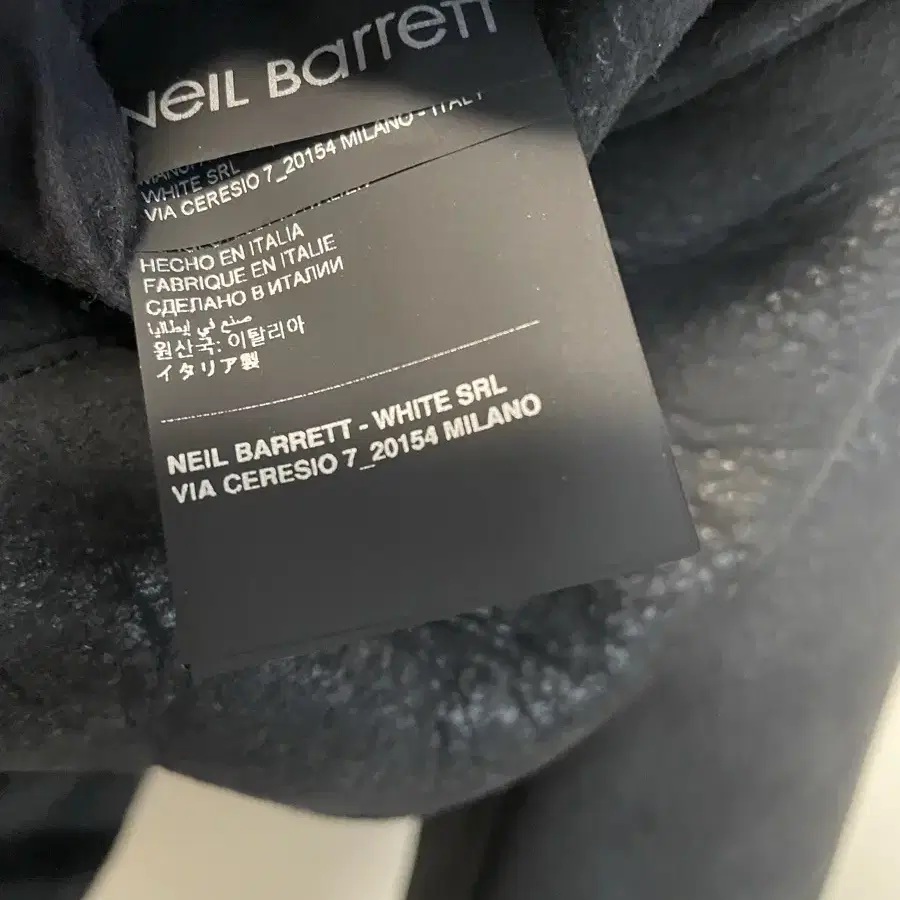 NEIL BarreTT
WHITE SRL
VIA CERESIO 7_20154 MILANO - ITALY
HECHO EN ITALIA
FABRIQUE EN ITALIE
СДЕЛАНО В ИТАЛИИ
صنع في إيطاليا
원산국: 이탈리아
イタリア製
NEIL BARRETT - WHITE SRL
VIA CERESIO 7_20154 MILANO